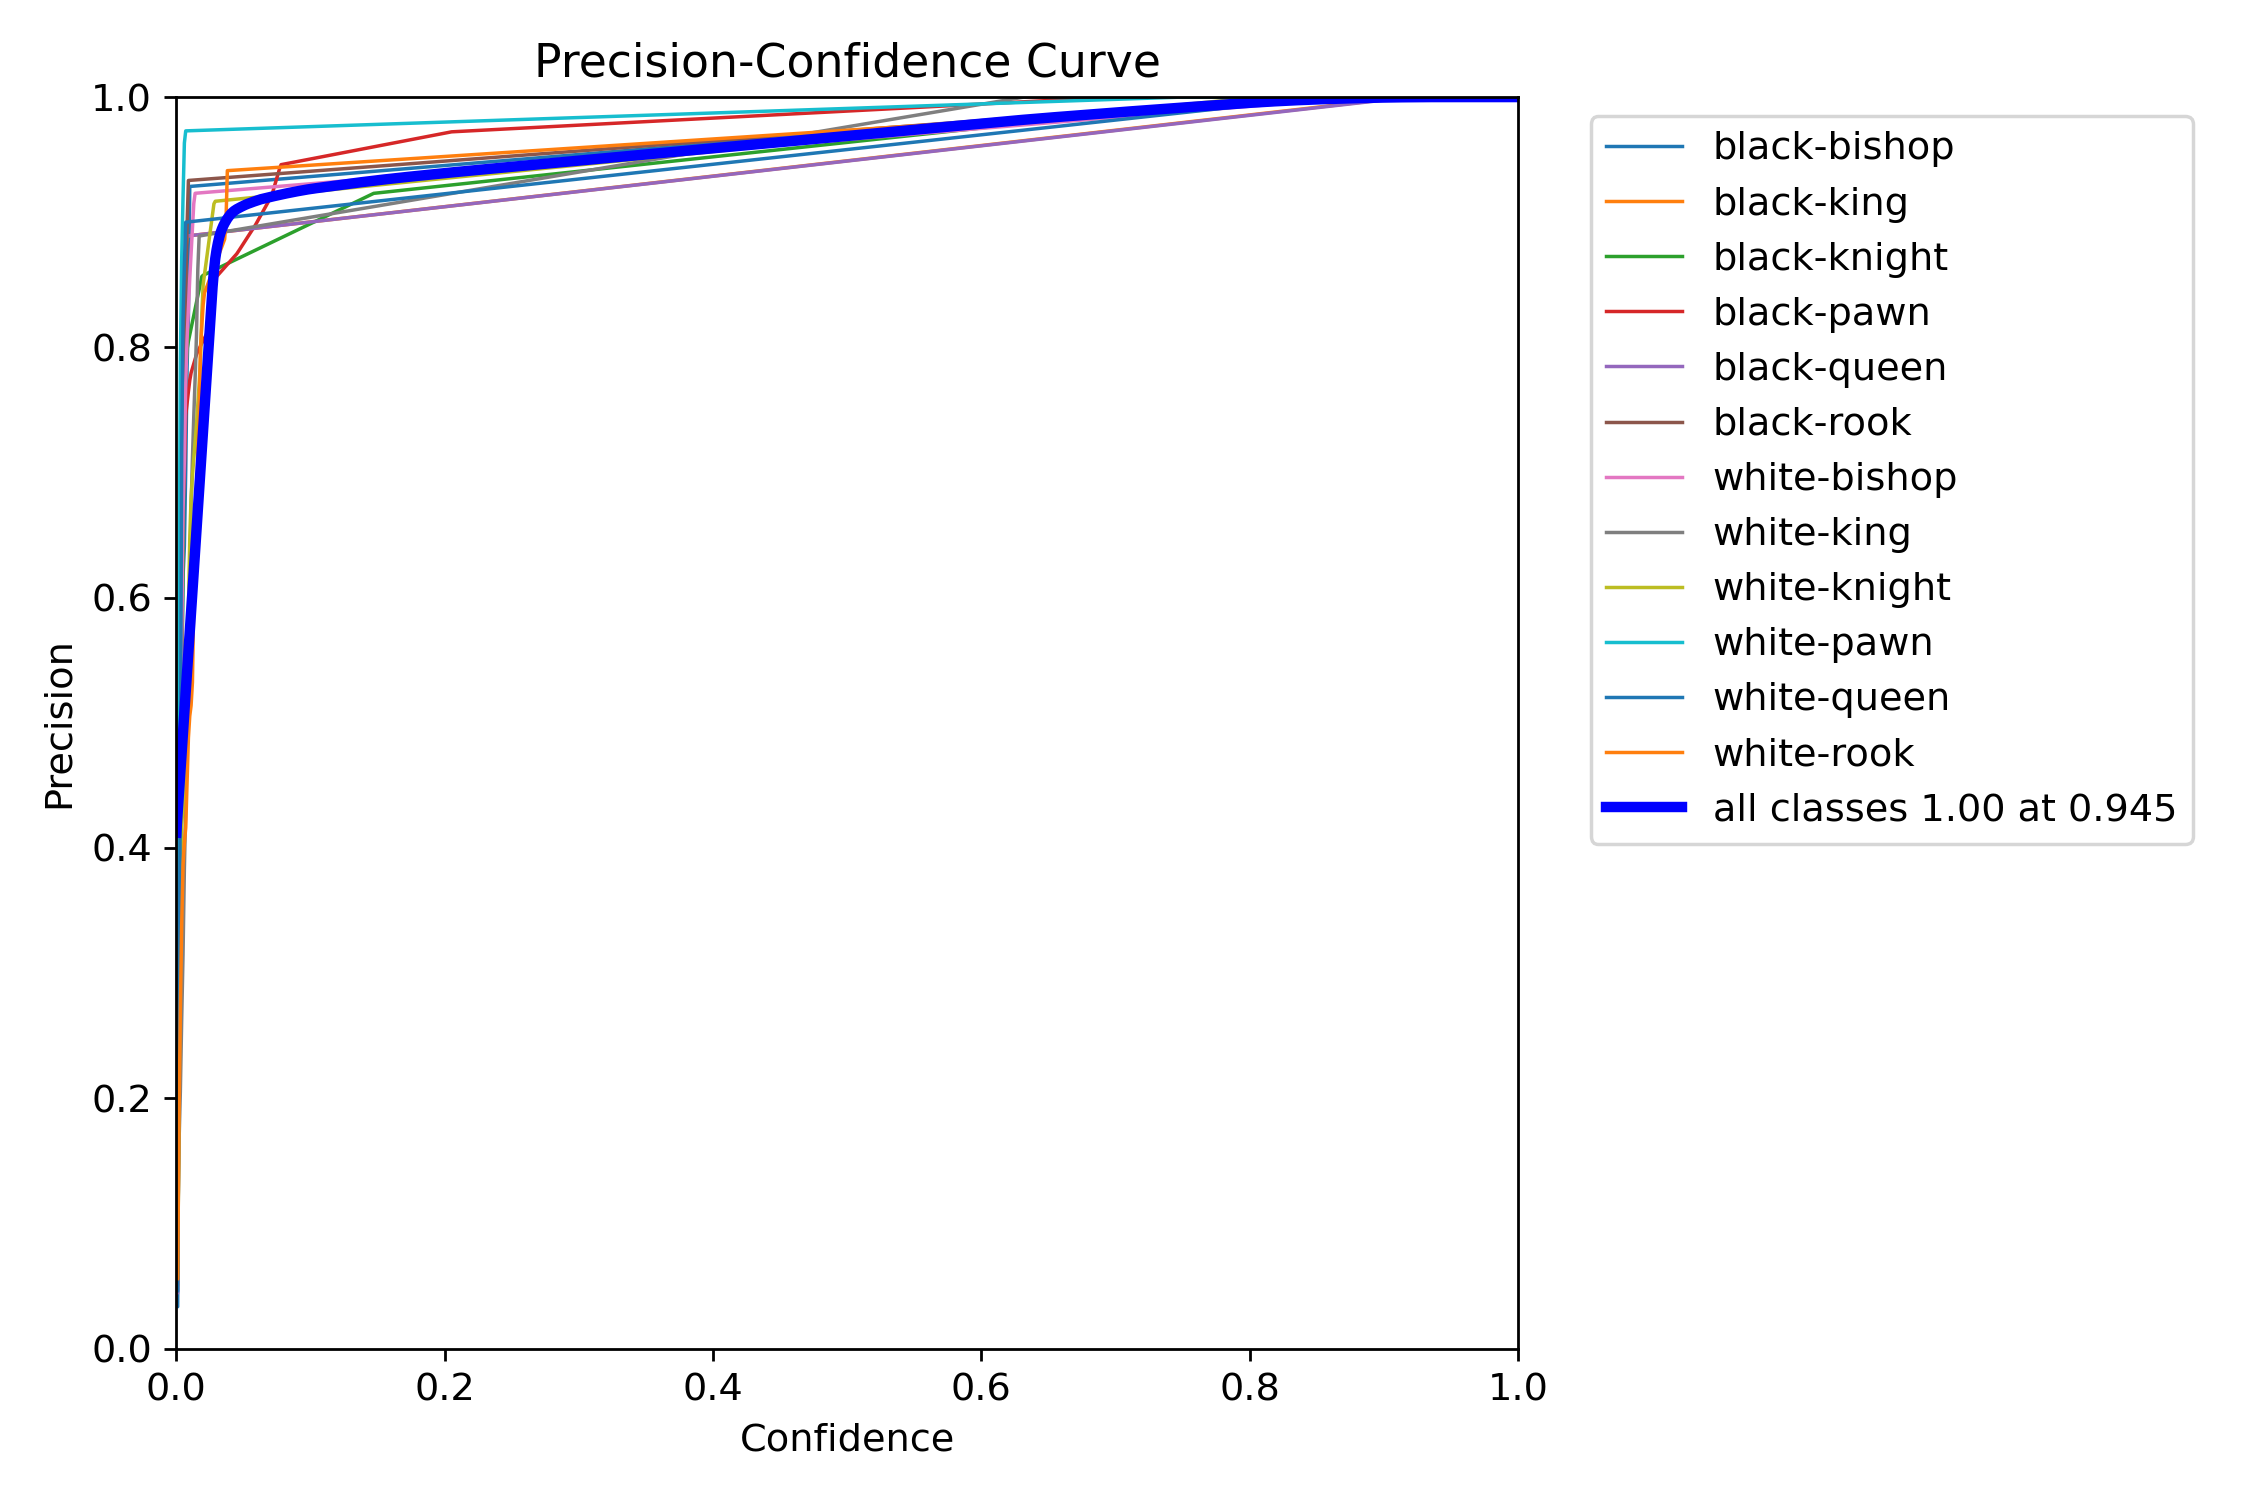 Precision-Confidence Curve
1.0
0.8
0.6
0.4
0.2
0.0
Precision
0.0 0.2 0.4 0.6 0.8 1.0
Confidence
black-bishop
black-king
black-knight
black-pawn
black-queen
black-rook
white-bishop
white-king
white-knight
white-pawn
white-queen
white-rook
all classes 1.00 at 0.945